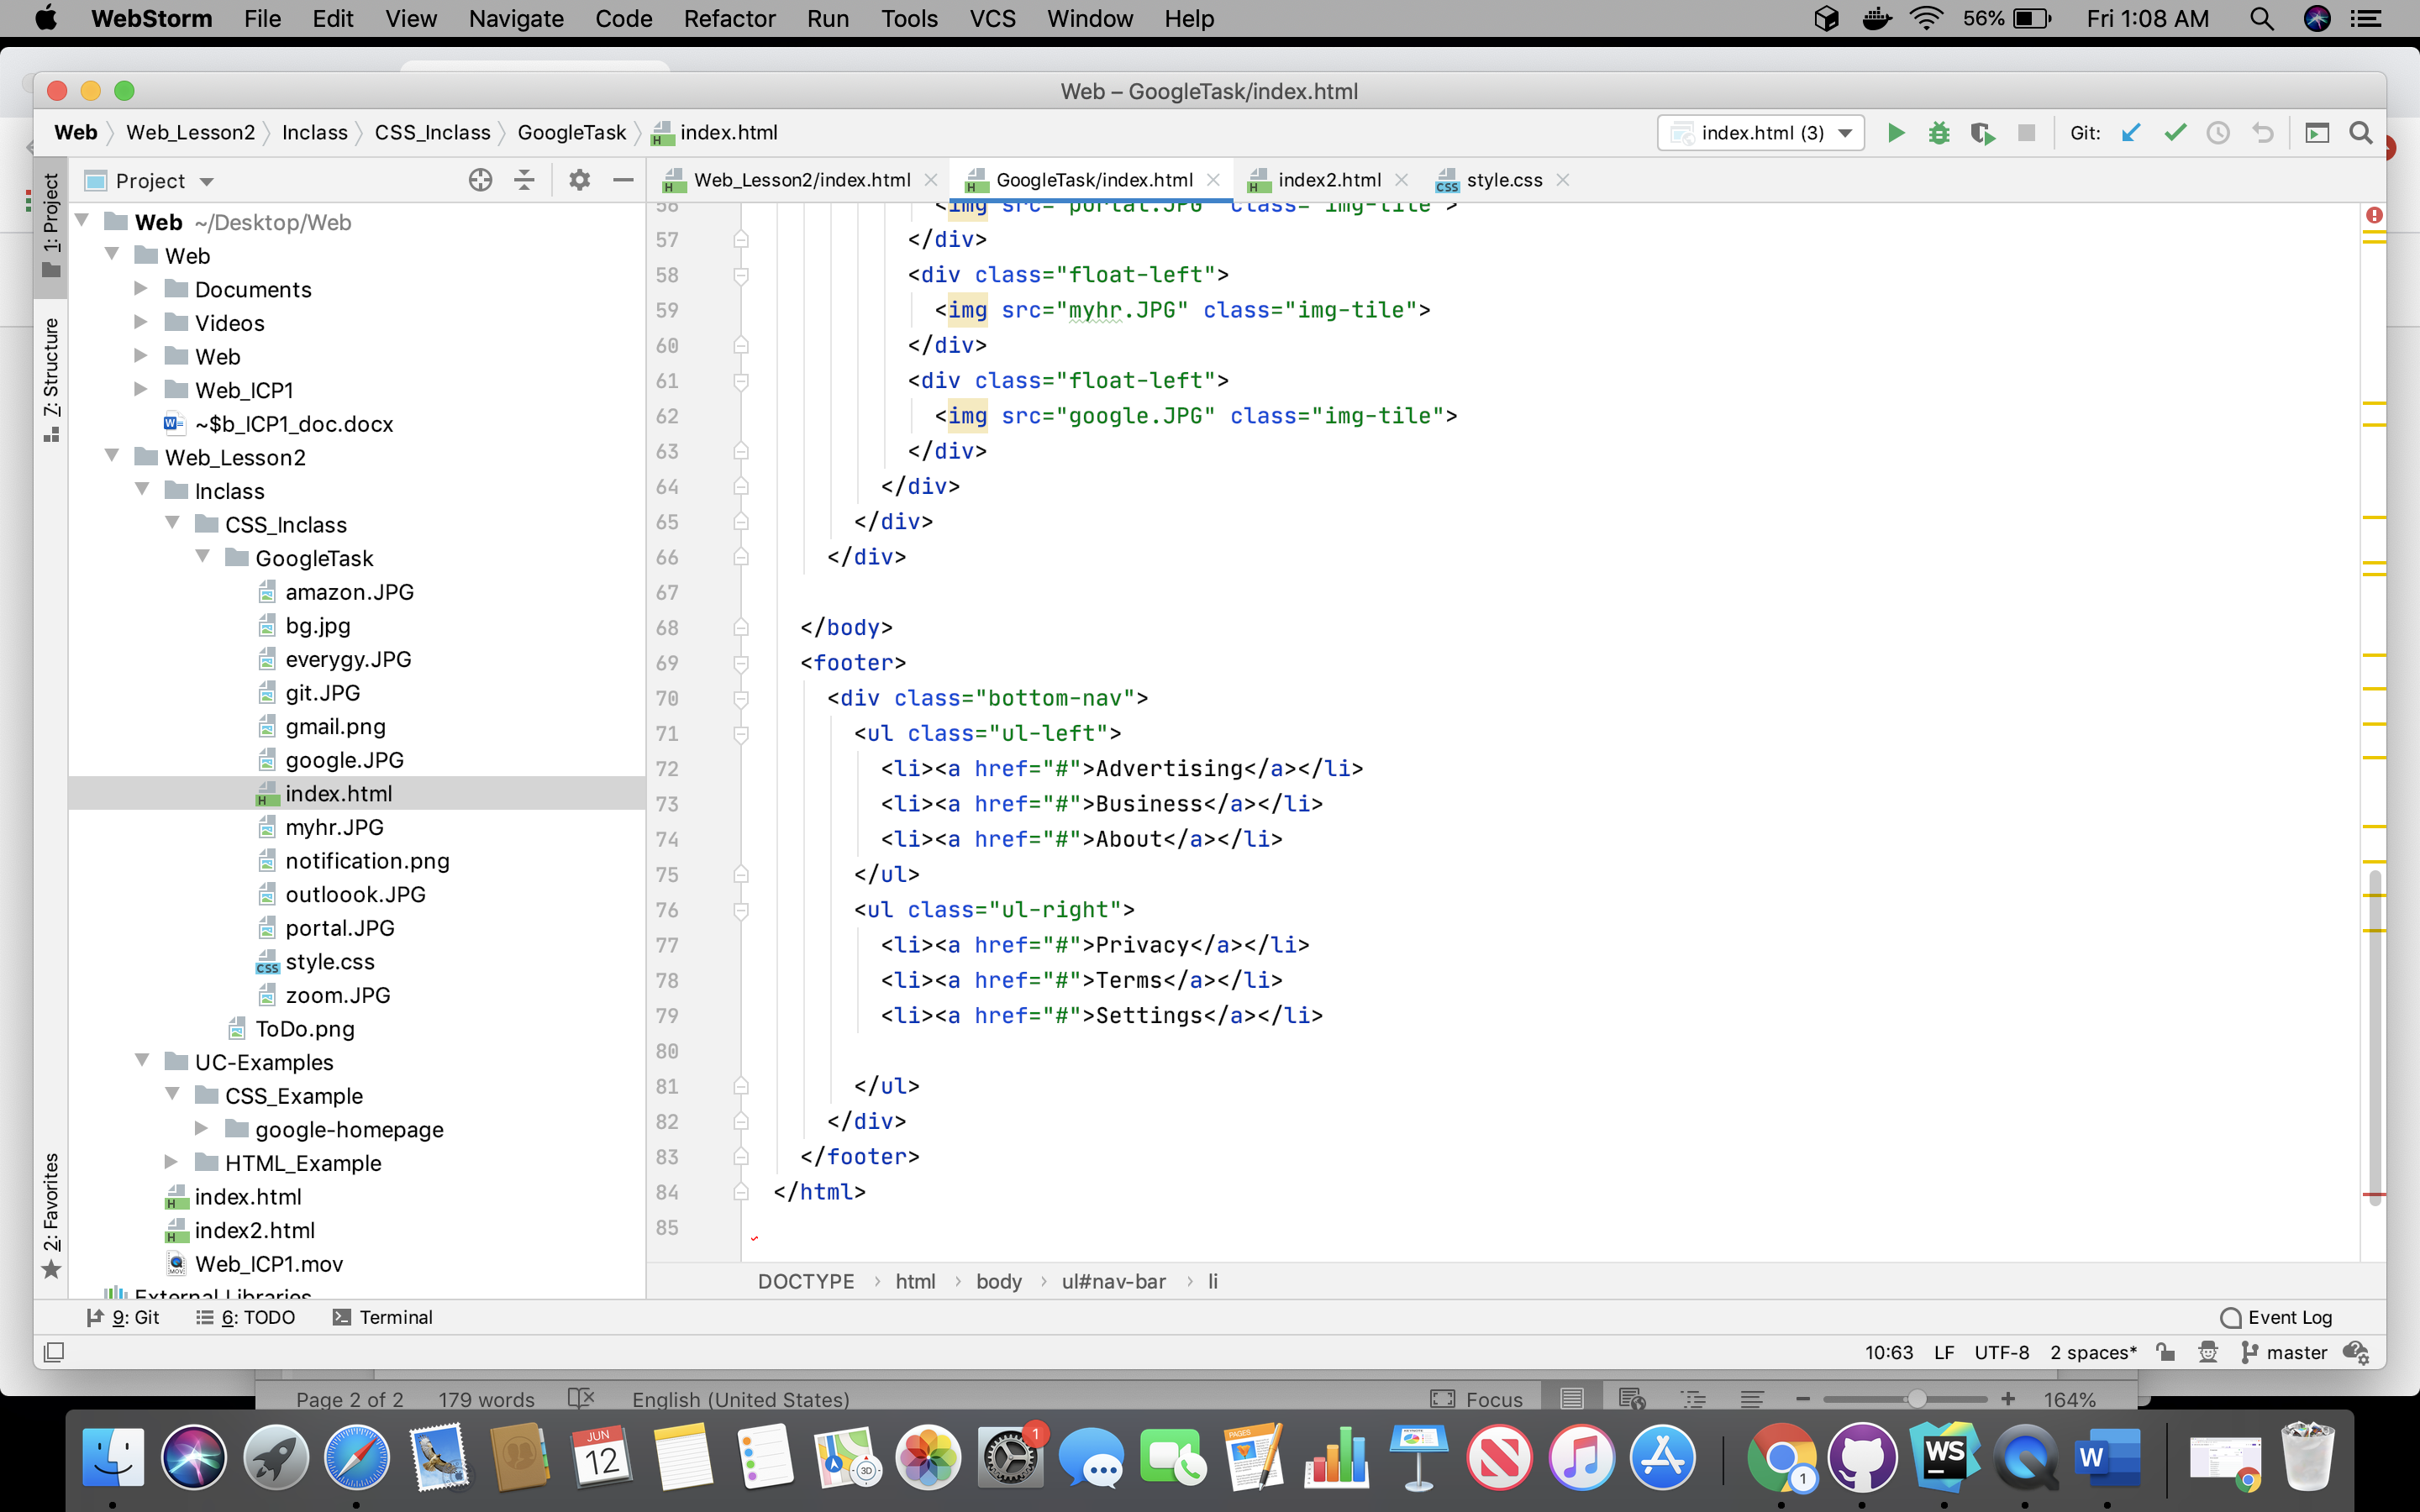 WebStorm File Edit View Navigate Code Refactor Run Tools VCS Window Help 56% Fri 1:08 AM
Web – GoogleTask/index.html
Web Web_Lesson2 Inclass CSS_Inclass GoogleTask index.html index.html (3) Git:
1: Project
7: Structure
2: Favorites
Project
Web ~/Desktop/Web
Web
Documents
Videos
Web
Web_ICP1
~$b_ICP1_doc.docx
Web_Lesson2
Inclass
CSS_Inclass
GoogleTask
amazon.JPG
bg.jpg
everygy.JPG
git.JPG
gmail.png
google.JPG
index.html
myhr.JPG
notification.png
outloook.JPG
portal.JPG
style.css
zoom.JPG
ToDo.png
UC-Examples
CSS_Example
google-homepage
HTML_Example
index.html
index2.html
Web_ICP1.mov
External Libraries
Web_Lesson2/index.html GoogleTask/index.html index2.html style.css
56 <img src="portal.JPG" class="img-tile">
57 </div>
58 <div class="float-left">
59 <img src="myhr.JPG" class="img-tile">
60 </div>
61 <div class="float-left">
62 <img src="google.JPG" class="img-tile">
63 </div>
64 </div>
65 </div>
66 </div>
67
68 </body>
69 <footer>
70 <div class="bottom-nav">
71 <ul class="ul-left">
72 <li><a href="#">Advertising</a></li>
73 <li><a href="#">Business</a></li>
74 <li><a href="#">About</a></li>
75 </ul>
76 <ul class="ul-right">
77 <li><a href="#">Privacy</a></li>
78 <li><a href="#">Terms</a></li>
79 <li><a href="#">Settings</a></li>
80
81 </ul>
82 </div>
83 </footer>
84 </html>
85
DOCTYPE html body ul#nav-bar li
9: Git 6: TODO Terminal Event Log
10:63 LF UTF-8 2 spaces* master
Page 2 of 2 179 words English (United States) Focus 164%
JUN
12
3D
1
PAGES
1
WS
W